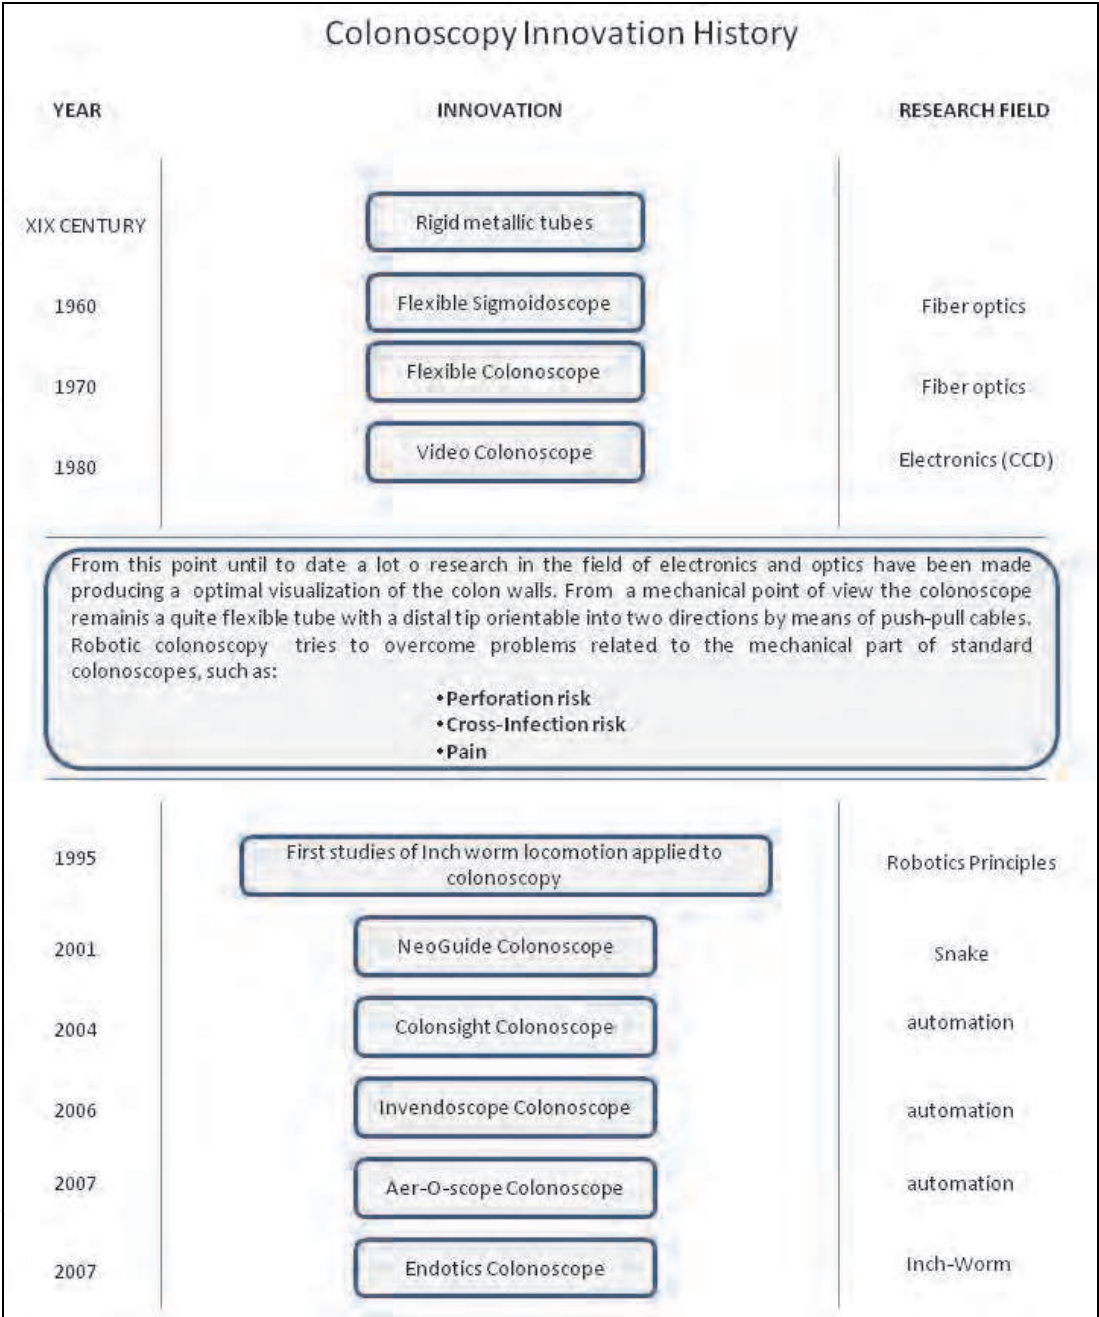 Colonoscopy Innovation History
YEAR INNOVATION RESEARCH FIELD
XIX CENTURY Rigid metallic tubes
1960 Flexible Sigmoidoscope Fiber optics
1970 Flexible Colonoscope Fiber optics
1980 Video Colonoscope Electronics (CCD)
From this point until to date a lot o research in the field of electronics and optics have been made
producing a optimal visualization of the colon walls. From a mechanical point of view the colonoscope
remainis a quite flexible tube with a distal tip orientable into two directions by means of push-pull cables.
Robotic colonoscopy tries to overcome problems related to the mechanical part of standard
colonoscopes, such as:
•Perforation risk
•Cross-Infection risk
•Pain
1995 First studies of Inch worm locomotion applied to
colonoscopy Robotics Principles
2001 NeoGuide Colonoscope Snake
2004 Colonsight Colonoscope automation
2006 Invendoscope Colonoscope automation
2007 Aer-O-scope Colonoscope automation
2007 Endotics Colonoscope Inch-Worm